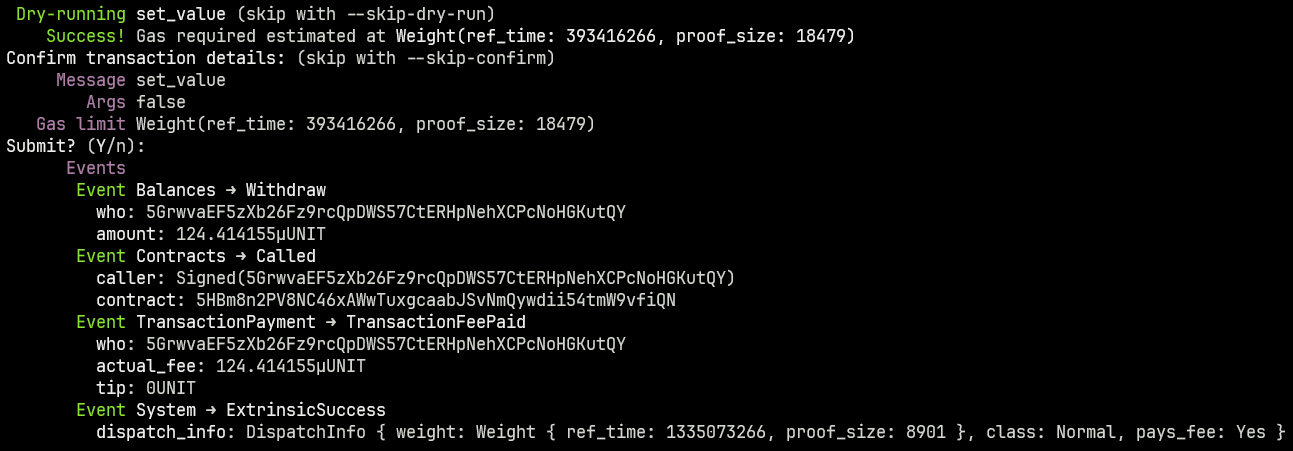 Dry-running set_value (skip with --skip-dry-run)
Success! Gas required estimated at Weight(ref_time: 393416266, proof_size: 18479)
Confirm transaction details: (skip with --skip-confirm)
Message set_value
Args false
Gas limit Weight(ref_time: 393416266, proof_size: 18479)
Submit? (Y/n):
Events
Event Balances ➜ Withdraw
who: 5GrwvaEF5zXb26Fz9rcQpDWS57CtERHpNehXCPcNoHGKutQY
amount: 124.414155µUNIT
Event Contracts ➜ Called
caller: Signed(5GrwvaEF5zXb26Fz9rcQpDWS57CtERHpNehXCPcNoHGKutQY)
contract: 5HBm8n2PV8NC46xAWwTuxgcaabJSvNmQywdii54tmW9vfiQN
Event TransactionPayment ➜ TransactionFeePaid
who: 5GrwvaEF5zXb26Fz9rcQpDWS57CtERHpNehXCPcNoHGKutQY
actual_fee: 124.414155µUNIT
tip: 0UNIT
Event System ➜ ExtrinsicSuccess
dispatch_info: DispatchInfo { weight: Weight { ref_time: 1335073266, proof_size: 8901 }, class: Normal, pays_fee: Yes }